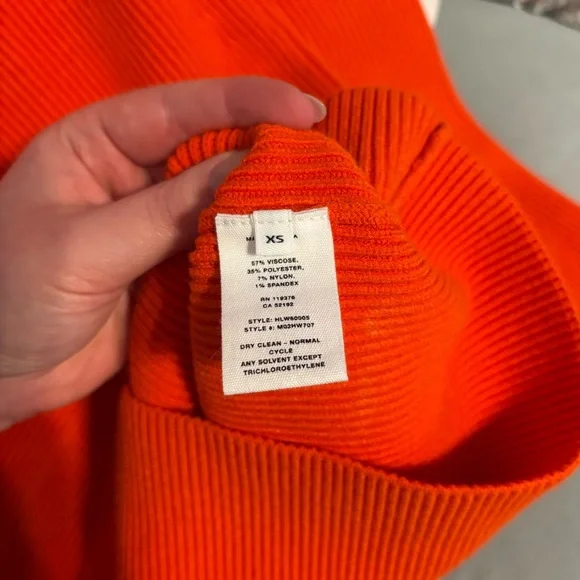 XS
57% VISCOSE,
35% POLYESTER,
7% NYLON,
1% SPANDEX
RN 119376
CA 52192
STYLE: HLW60005
STYLE #: M02HW707
DRY CLEAN - NORMAL
CYCLE
ANY SOLVENT EXCEPT
TRICHLOROETHYLENE